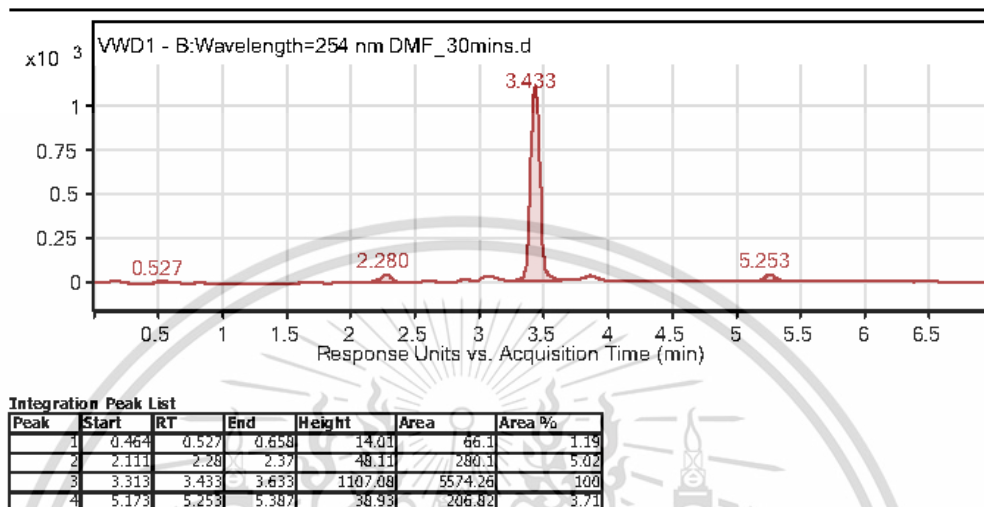 x10 3
VWD1 - B:Wavelength=254 nm DMF_30mins.d
3.433
1
0.75
0.5
0.25
0
0.527
2.280
5.253
0.5 1 1.5 2 2.5 3 3.5 4 4.5 5 5.5 6 6.5
Response Units vs. Acquisition Time (min)
Integration Peak List
Peak Start RT End Height Area Area %
1 0.464 0.527 0.658 14.01 66.1 1.19
2 2.111 2.28 2.37 48.11 280.1 5.02
3 3.313 3.433 3.633 1107.08 5574.26 100
4 5.173 5.253 5.387 38.93 206.82 3.71